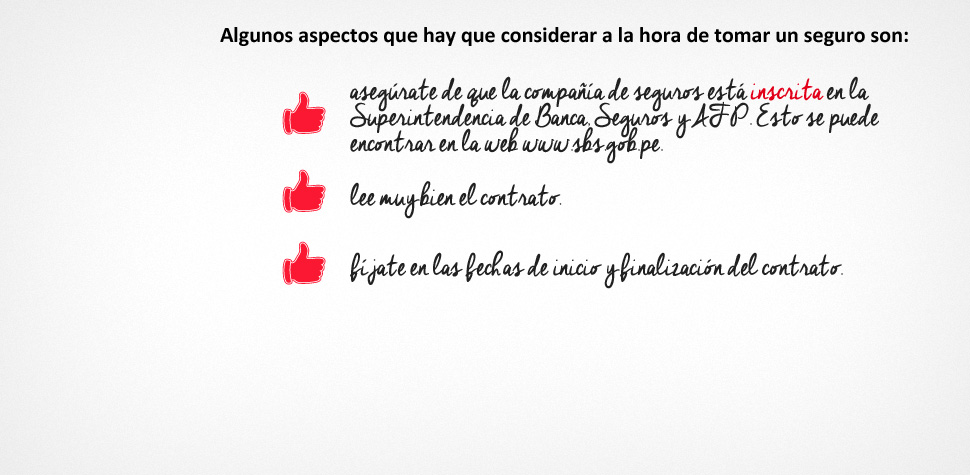 Algunos aspectos que hay que considerar a la hora de tomar un seguro son:
asegúrate de que la compañía de seguros está inscrita en la
Superintendencia de Banca, Seguros y AFP. Esto se puede
encontrar en la web www.sbs.gob.pe.
lee muy bien el contrato.
fíjate en las fechas de inicio y finalización del contrato.